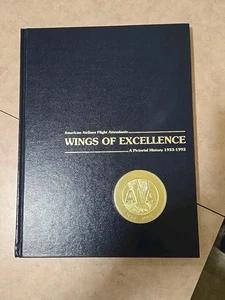 American Airlines Flight Attendants
WINGS OF EXCELLENCE
A Pictorial History 1933-1993